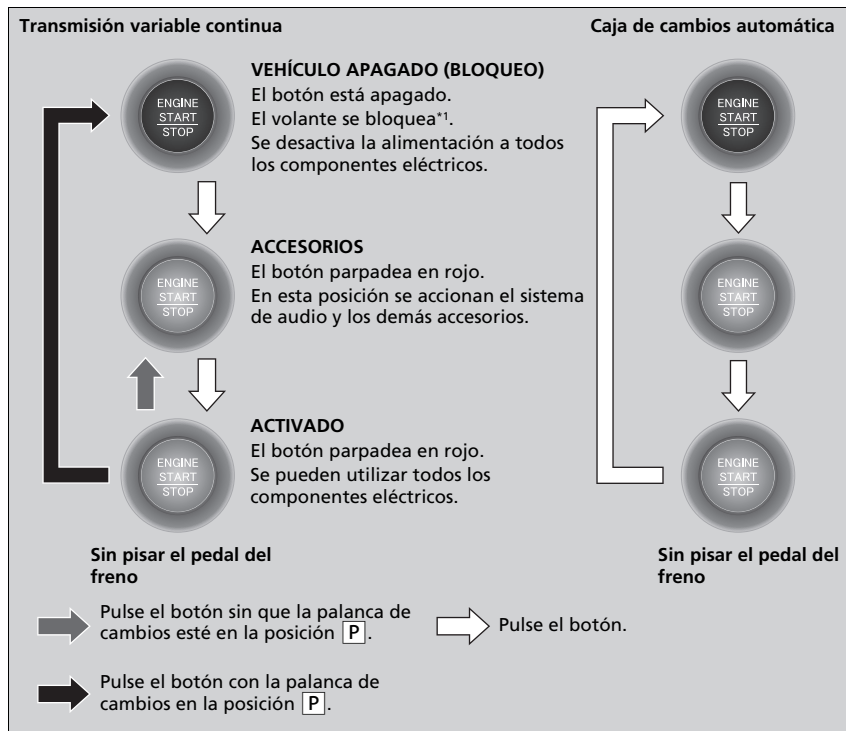 Transmisión variable continua
Caja de cambios automática
ENGINE
START
STOP
VEHÍCULO APAGADO (BLOQUEO)
El botón está apagado.
El volante se bloquea*1.
Se desactiva la alimentación a todos
los componentes eléctricos.
ENGINE
START
STOP
ENGINE
START
STOP
ACCESORIOS
El botón parpadea en rojo.
En esta posición se accionan el sistema
de audio y los demás accesorios.
ENGINE
START
STOP
ENGINE
START
STOP
ACTIVADO
El botón parpadea en rojo.
Se pueden utilizar todos los
componentes eléctricos.
ENGINE
START
STOP
Sin pisar el pedal del
freno
Sin pisar el pedal del
freno
Pulse el botón sin que la palanca de
cambios esté en la posición P.
Pulse el botón.
Pulse el botón con la palanca de
cambios en la posición P.